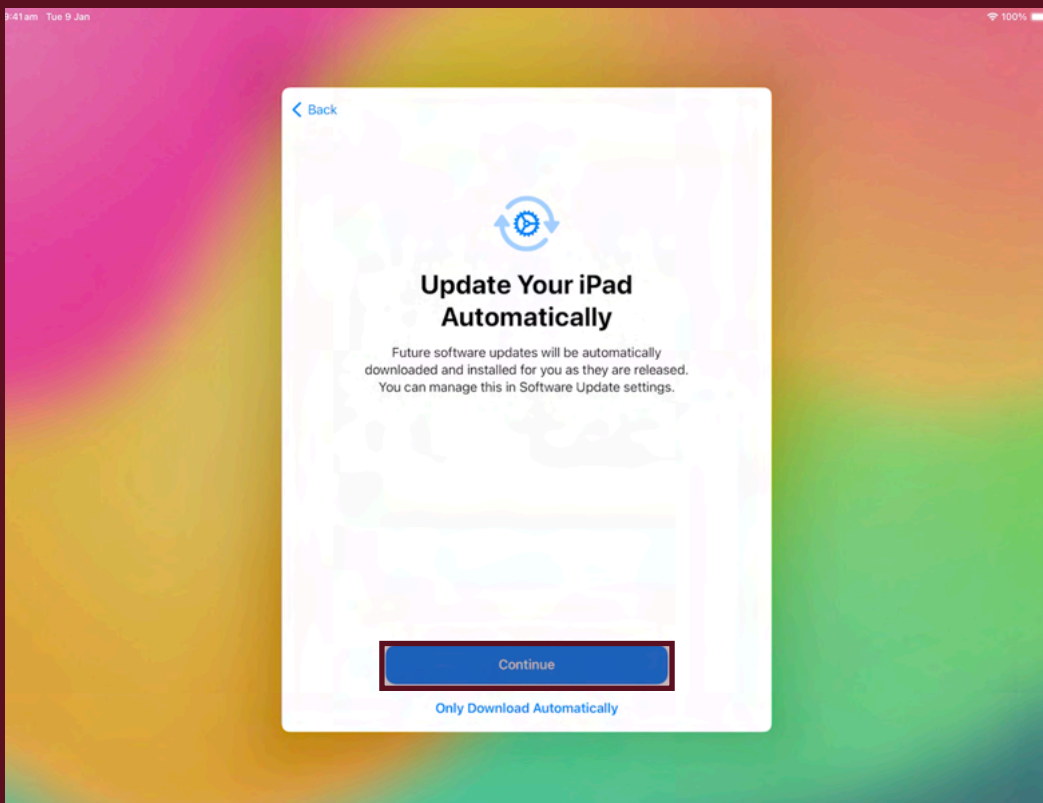 9:41am Tue 9 Jan
100%
Back
Update Your iPad
Automatically
Future software updates will be automatically
downloaded and installed for you as they are released.
You can manage this in Software Update settings.
Continue
Only Download Automatically